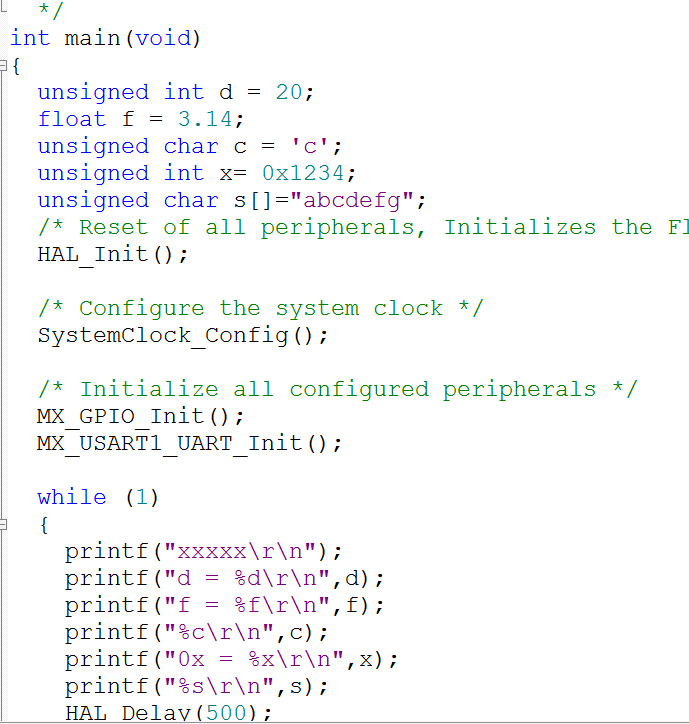 */
int main(void)
{
unsigned int d = 20;
float f = 3.14;
unsigned char c = 'c';
unsigned int x= 0x1234;
unsigned char s[]="abcdefg";
/* Reset of all peripherals, Initializes the Fl
HAL_Init();
/* Configure the system clock */
SystemClock_Config();
/* Initialize all configured peripherals */
MX_GPIO_Init();
MX_USART1_UART_Init();
while (1)
{
printf("xxxxx\r\n");
printf("d = %d\r\n",d);
printf("f = %f\r\n",f);
printf("%c\r\n",c);
printf("0x = %x\r\n",x);
printf("%s\r\n",s);
HAL_Delay(500);